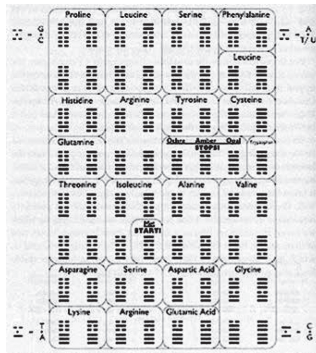 Proline Leucine Serine Phenylalanine
G
C
A
T/U
Leucine
Histidine Arginine Tyrosine Cysteine
Glutamine Ochre Amber Opal
STOPS!
Threonine Isoleucine Alanine Valine
Met
START!
Asparagine Serine Aspartic Acid Glycine
Lysine Arginine Glutamic Acid
T
A
C
G